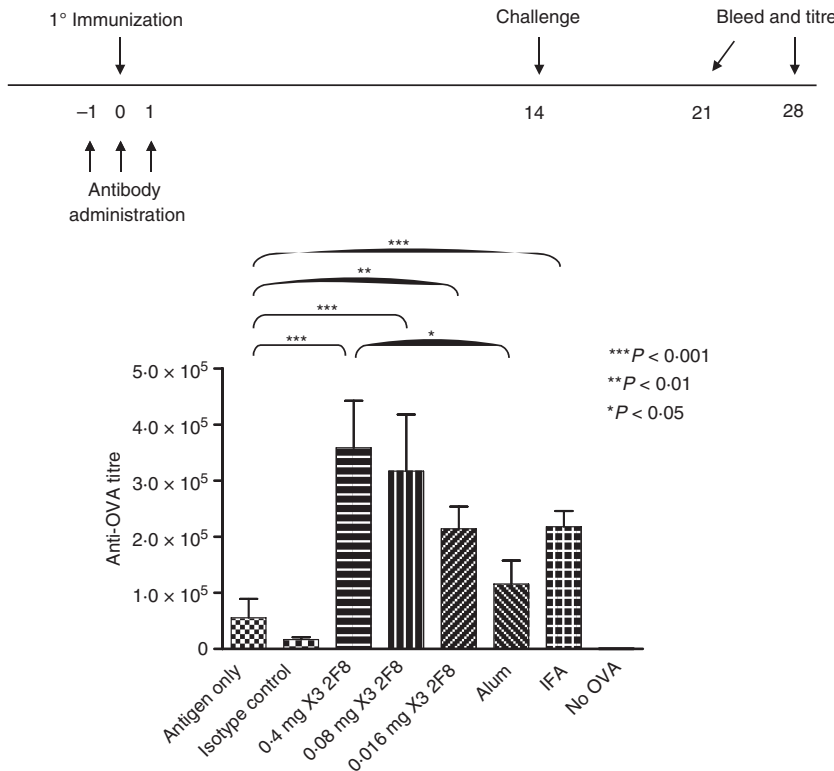 1° Immunization
Challenge
Bleed and titre
–1 0 1 14 21 28
Antibody
administration
***
**
***
***
*
***P < 0·001
**P < 0·01
*P < 0·05
Anti-OVA titre
5·0 × 10⁵
4·0 × 10⁵
3·0 × 10⁵
2·0 × 10⁵
1·0 × 10⁵
0
Antigen only
Isotype control
0·4 mg X3 2F8
0·08 mg X3 2F8
0·016 mg X3 2F8
Alum
IFA
No OVA